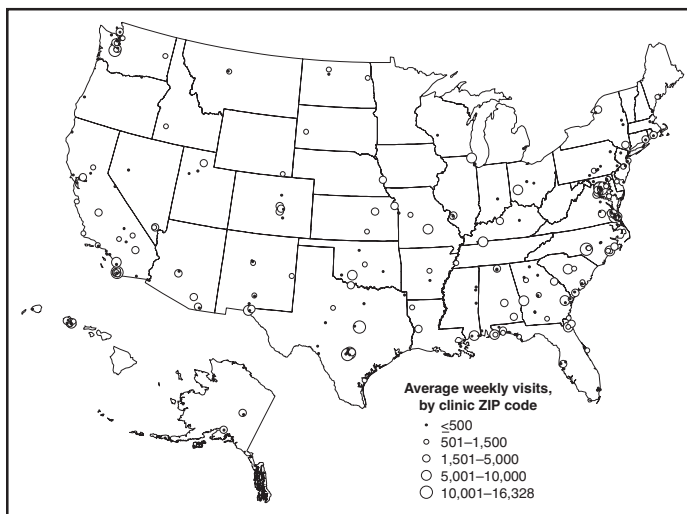 Average weekly visits,
by clinic ZIP code
≤500
501–1,500
1,501–5,000
5,001–10,000
10,001–16,328